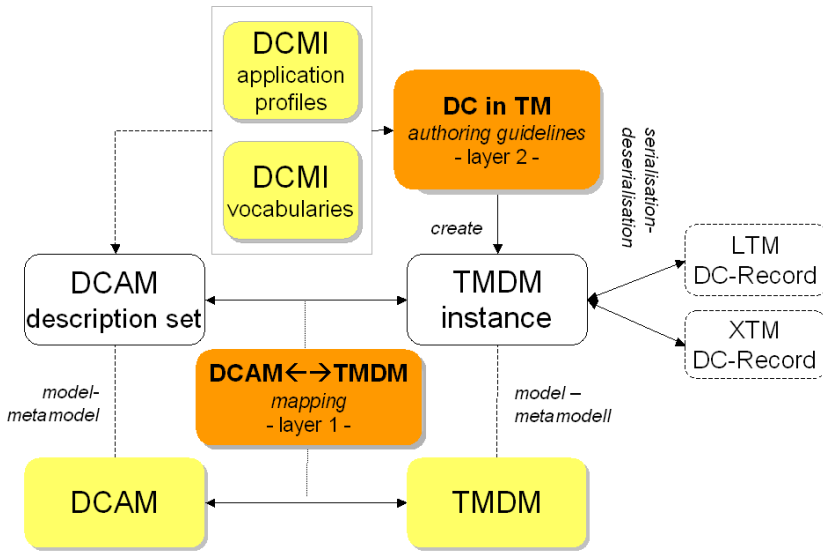 DCMI
application
profiles
DCMI
vocabularies
DC in TM
authoring guidelines
- layer 2 -
serialisation-
deserialisation
create
DCAM
description set
TMDM
instance
LTM
DC-Record
XTM
DC-Record
DCAM←→TMDM
mapping
- layer 1 -
model-
metamodel
model –
metamodell
DCAM
TMDM